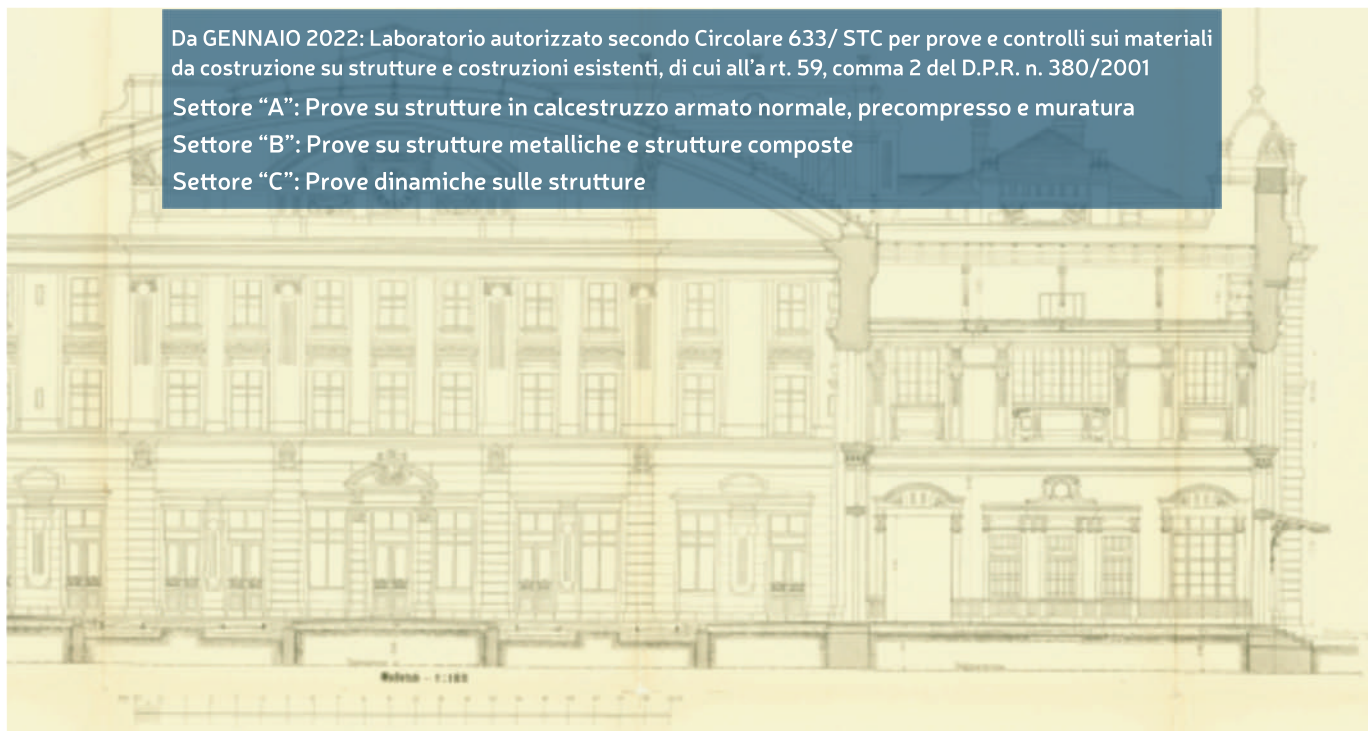 Da GENNAIO 2022: Laboratorio autorizzato secondo Circolare 633/ STC per prove e controlli sui materiali
da costruzione su strutture e costruzioni esistenti, di cui all'art. 59, comma 2 del D.P.R. n. 380/2001
Settore “A”: Prove su strutture in calcestruzzo armato normale, precompresso e muratura
Settore “B”: Prove su strutture metalliche e strutture composte
Settore “C”: Prove dinamiche sulle strutture